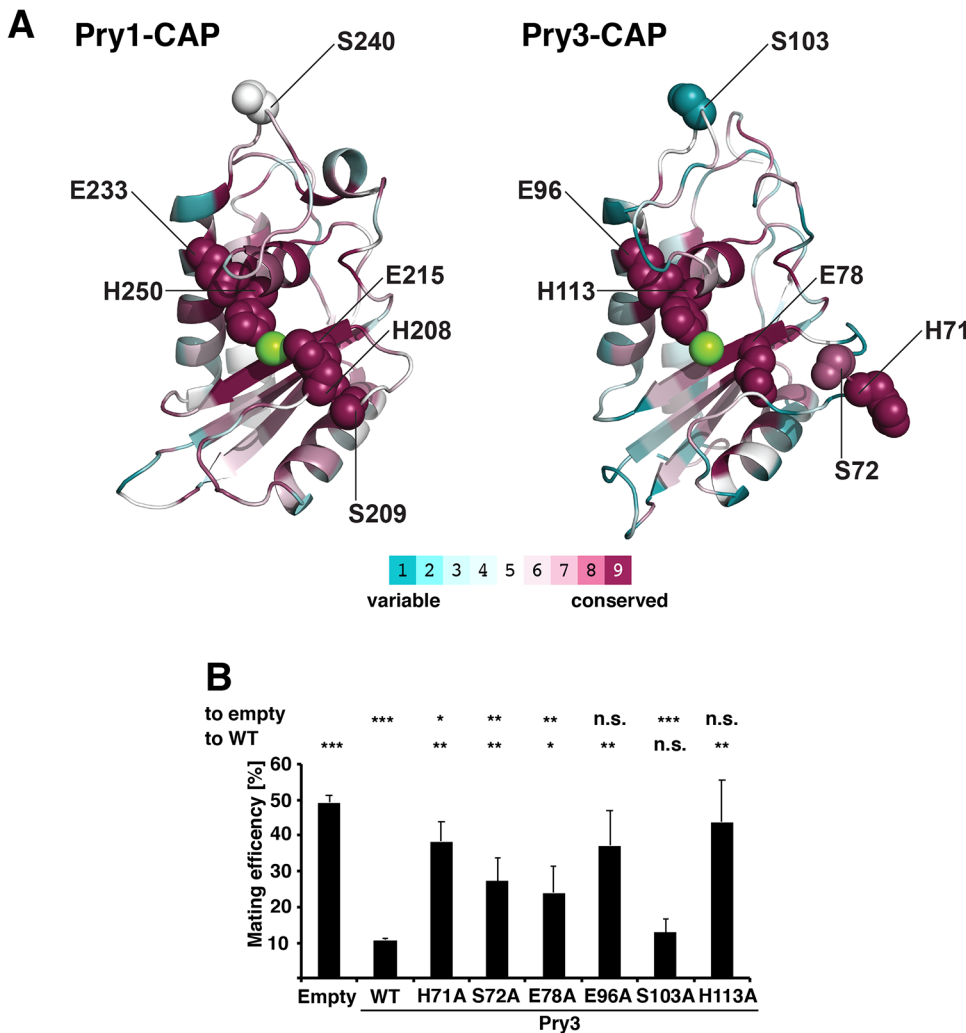 A
Pry1-CAP
Pry3-CAP
S240
S103
E233
E96
H250
E215
H113
E78
H208
H71
S209
S72
1 2 3 4 5 6 7 8 9
variable conserved
B
to empty *** * ** ** n.s. *** n.s.
to WT *** ** ** * ** n.s. **
Mating efficency [%]
60
50
40
30
20
10
Empty WT H71A S72A E78A E96A S103A H113A
Pry3